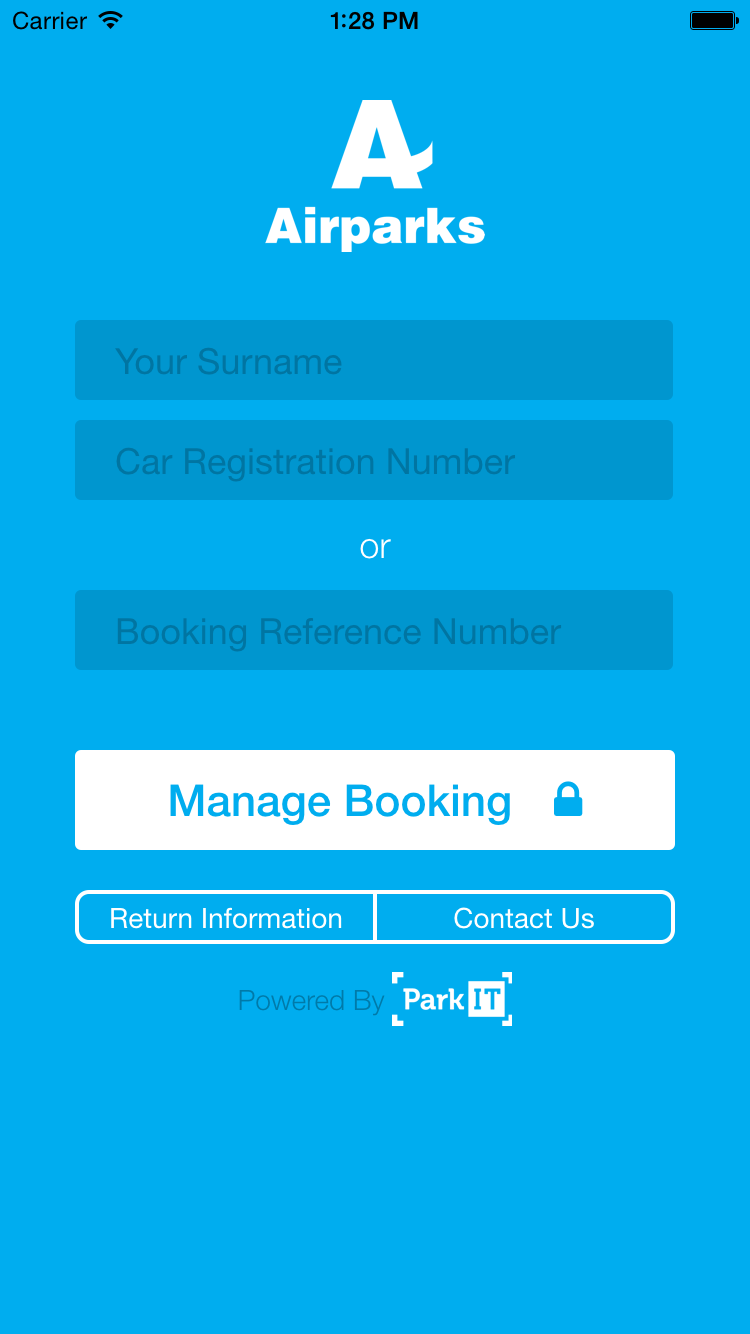 Carrier 1:28 PM
Airparks
Your Surname
Car Registration Number
or
Booking Reference Number
Manage Booking
Return Information Contact Us
Powered By Park IT